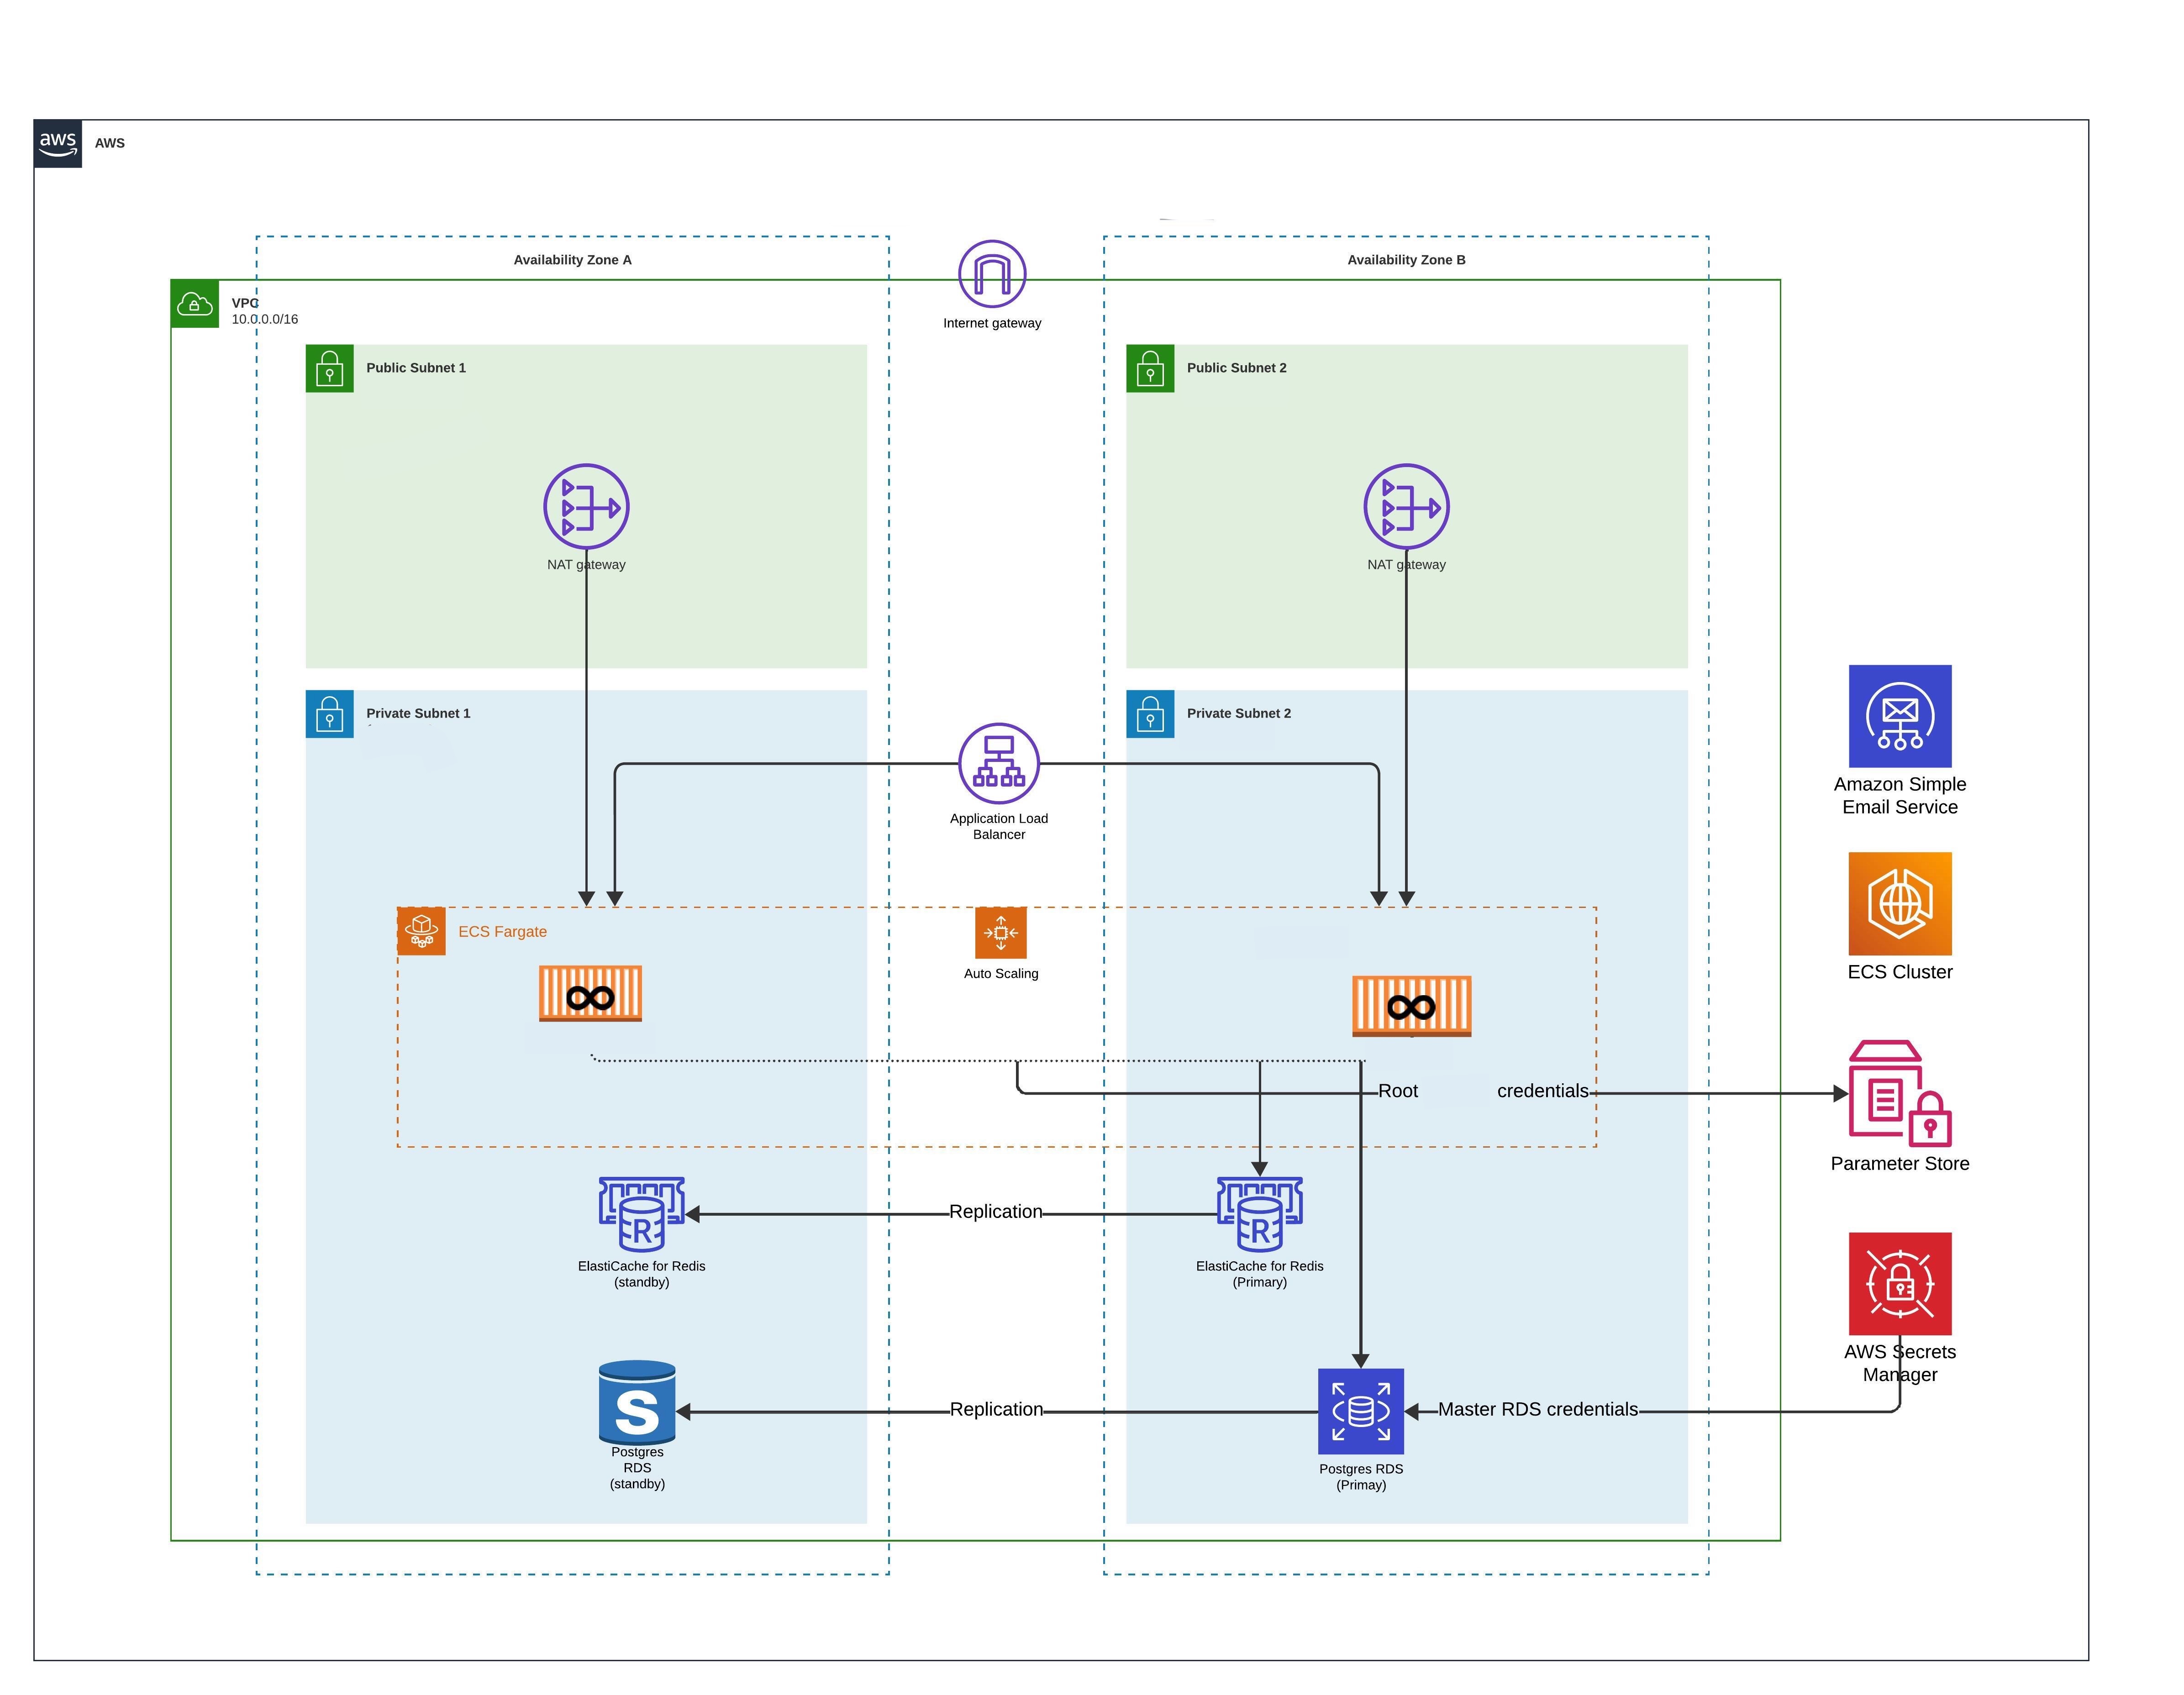 aws
AWS
Availability Zone A
Availability Zone B
VPC
10.0.0.0/16
Internet gateway
Public Subnet 1
Public Subnet 2
NAT gateway
NAT gateway
Private Subnet 1
Private Subnet 2
Application Load
Balancer
Amazon Simple
Email Service
ECS Fargate
Auto Scaling
ECS Cluster
Root credentials
Parameter Store
R
Replication
R
ElastiCache for Redis
(standby)
ElastiCache for Redis
(Primary)
AWS Secrets
Manager
S
Replication
Master RDS credentials
Postgres
RDS
(standby)
Postgres RDS
(Primay)